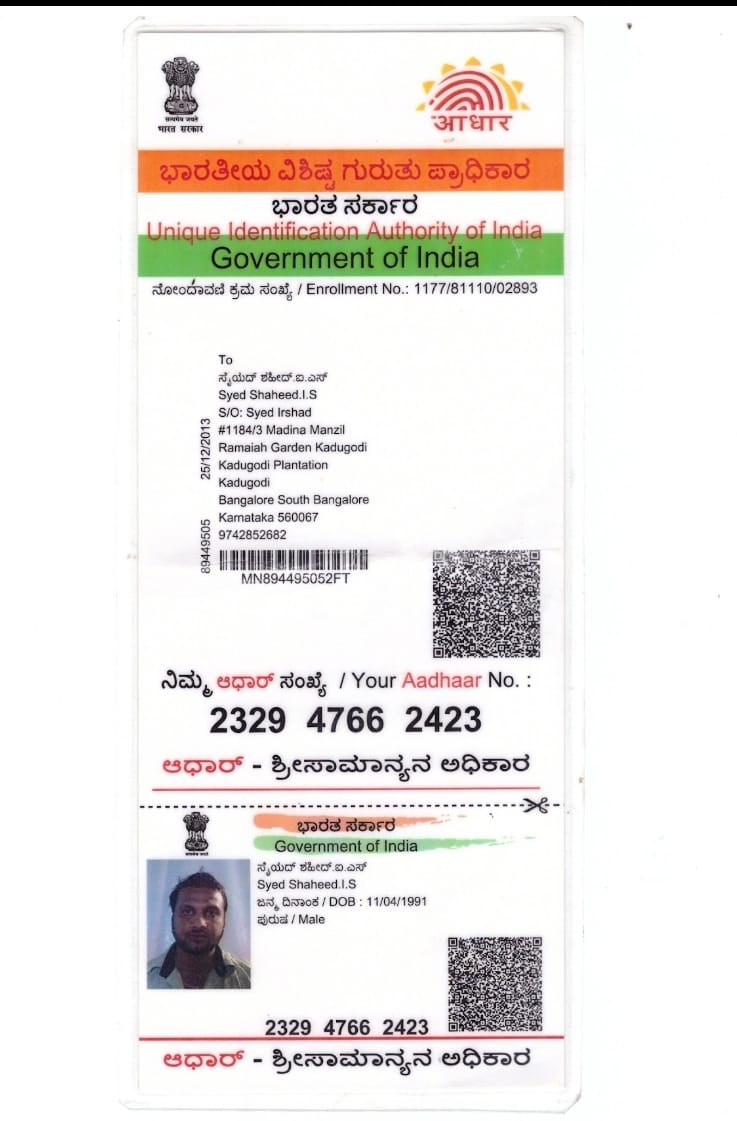 सत्यमेव जयते
भारत सरकार
आधार
ಭಾರತೀಯ ವಿಶಿಷ್ಟ ಗುರುತು ಪ್ರಾಧಿಕಾರ
ಭಾರತ ಸರ್ಕಾರ
Unique Identification Authority of India
Government of India
ನೋಂದಾವಣಿ ಕ್ರಮ ಸಂಖ್ಯೆ / Enrollment No.: 1177/81110/02893
To
ಸೈಯದ್ ಶಹೀದ್.ಐ.ಎಸ್
Syed Shaheed.I.S
S/O: Syed Irshad
#1184/3 Madina Manzil
Ramaiah Garden Kadugodi
Kadugodi Plantation
Kadugodi
Bangalore South Bangalore
Karnataka 560067
9742852682
25/12/2013
89449505
MN894495052FT
ನಿಮ್ಮ ಆಧಾರ್ ಸಂಖ್ಯೆ / Your Aadhaar No. :
2329 4766 2423
ಆಧಾರ್ - ಶ್ರೀಸಾಮಾನ್ಯನ ಅಧಿಕಾರ
ಭಾರತ ಸರ್ಕಾರ
Government of India
ಸೈಯದ್ ಶಹೀದ್.ಐ.ಎಸ್
Syed Shaheed.I.S
ಜನ್ಮ ದಿನಾಂಕ / DOB : 11/04/1991
ಪುರುಷ / Male
2329 4766 2423
ಆಧಾರ್ - ಶ್ರೀಸಾಮಾನ್ಯನ ಅಧಿಕಾರ